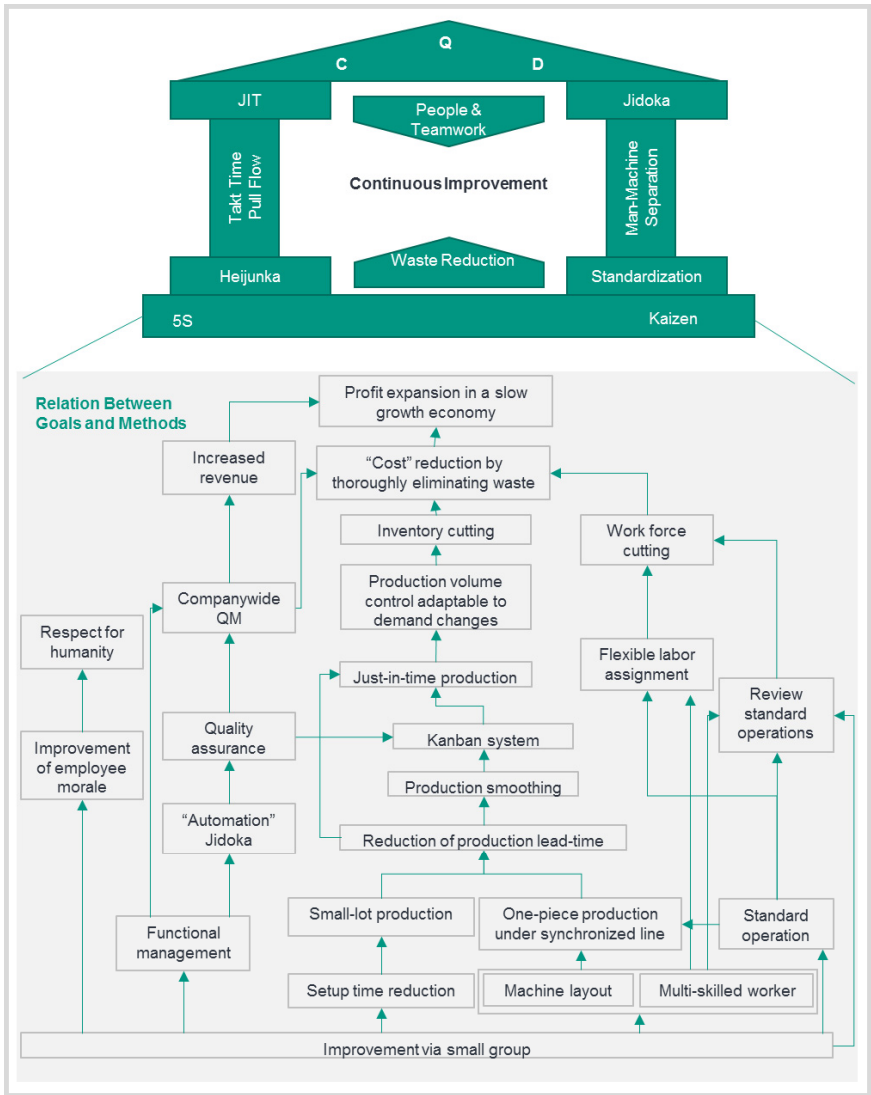 Q
C
D
JIT
People &
Teamwork
Jidoka
Takt Time
Pull Flow
Continuous Improvement
Man-Machine
Separation
Heijunka
Waste Reduction
Standardization
5S
Kaizen
Relation Between
Goals and Methods
Profit expansion in a slow
growth economy
Increased
revenue
“Cost” reduction by
thoroughly eliminating waste
Inventory cutting
Work force
cutting
Production volume
control adaptable to
demand changes
Companywide
QM
Respect for
humanity
Just-in-time production
Flexible labor
assignment
Review
standard
operations
Quality
assurance
Kanban system
Improvement
of employee
morale
Production smoothing
“Automation”
Jidoka
Reduction of production lead-time
Small-lot production
One-piece production
under synchronized line
Standard
operation
Functional
management
Setup time reduction
Machine layout
Multi-skilled worker
Improvement via small group